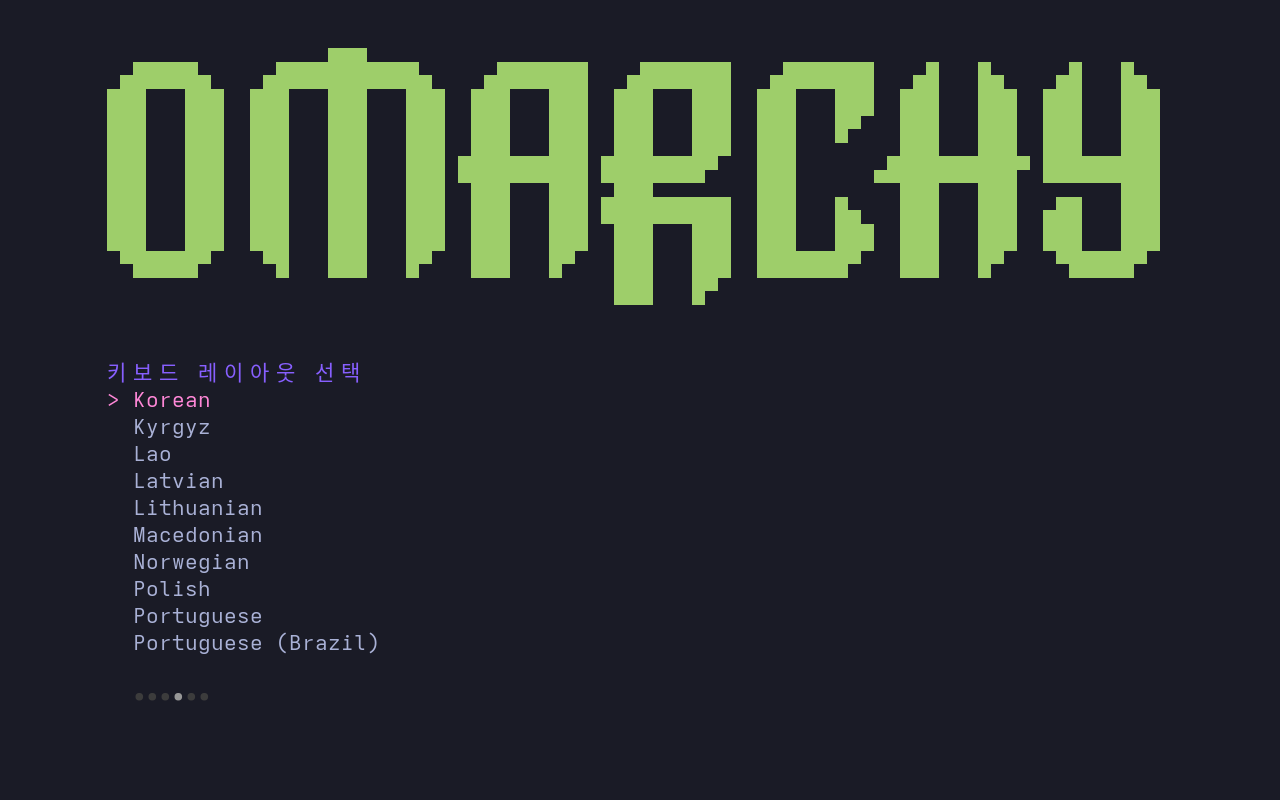 OMARCHY
키보드 레이아웃 선택
> Korean
Kyrgyz
Lao
Latvian
Lithuanian
Macedonian
Norwegian
Polish
Portuguese
Portuguese (Brazil)